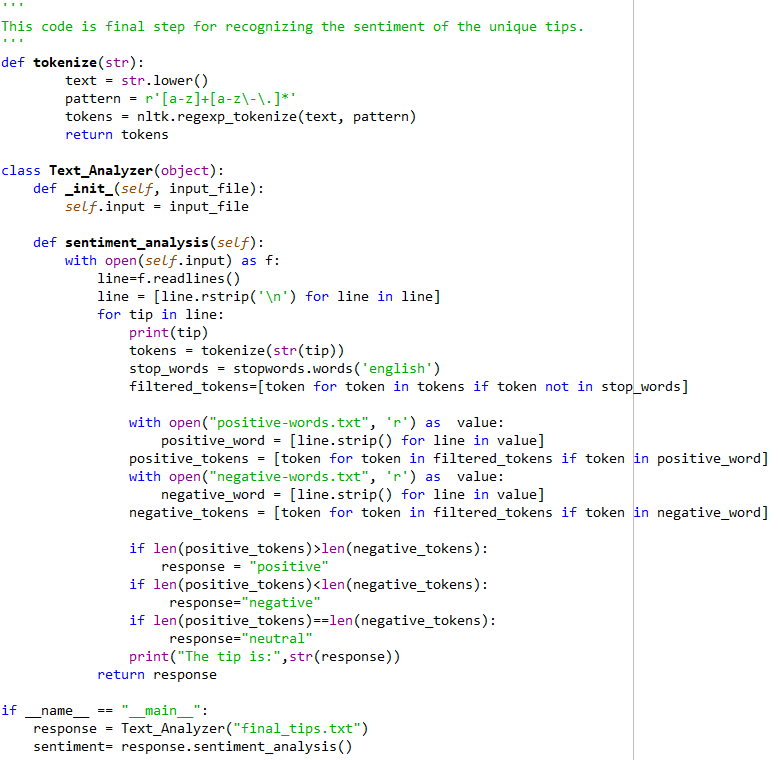 '''
This code is final step for recognizing the sentiment of the unique tips.
'''
def tokenize(str):
        text = str.lower()
        pattern = r'[a-z]+[a-z\-\.]*'
        tokens = nltk.regexp_tokenize(text, pattern)
        return tokens

class Text_Analyzer(object):
    def _init_(self, input_file):
        self.input = input_file

    def sentiment_analysis(self):
        with open(self.input) as f:
            line=f.readlines()
            line = [line.rstrip('\n') for line in line]
            for tip in line:
                print(tip)
                tokens = tokenize(str(tip))
                stop_words = stopwords.words('english')
                filtered_tokens=[token for token in tokens if token not in stop_words]

                with open("positive-words.txt", 'r') as  value:
                    positive_word = [line.strip() for line in value]
                positive_tokens = [token for token in filtered_tokens if token in positive_word]
                with open("negative-words.txt", 'r') as  value:
                    negative_word = [line.strip() for line in value]
                negative_tokens = [token for token in filtered_tokens if token in negative_word]

                if len(positive_tokens)>len(negative_tokens):
                    response = "positive"
                if len(positive_tokens)<len(negative_tokens):
                     response="negative"
                if len(positive_tokens)==len(negative_tokens):
                     response="neutral"
                print("The tip is:",str(response))
            return response

if __name__ == "__main__":
    response = Text_Analyzer("final_tips.txt")
    sentiment= response.sentiment_analysis()